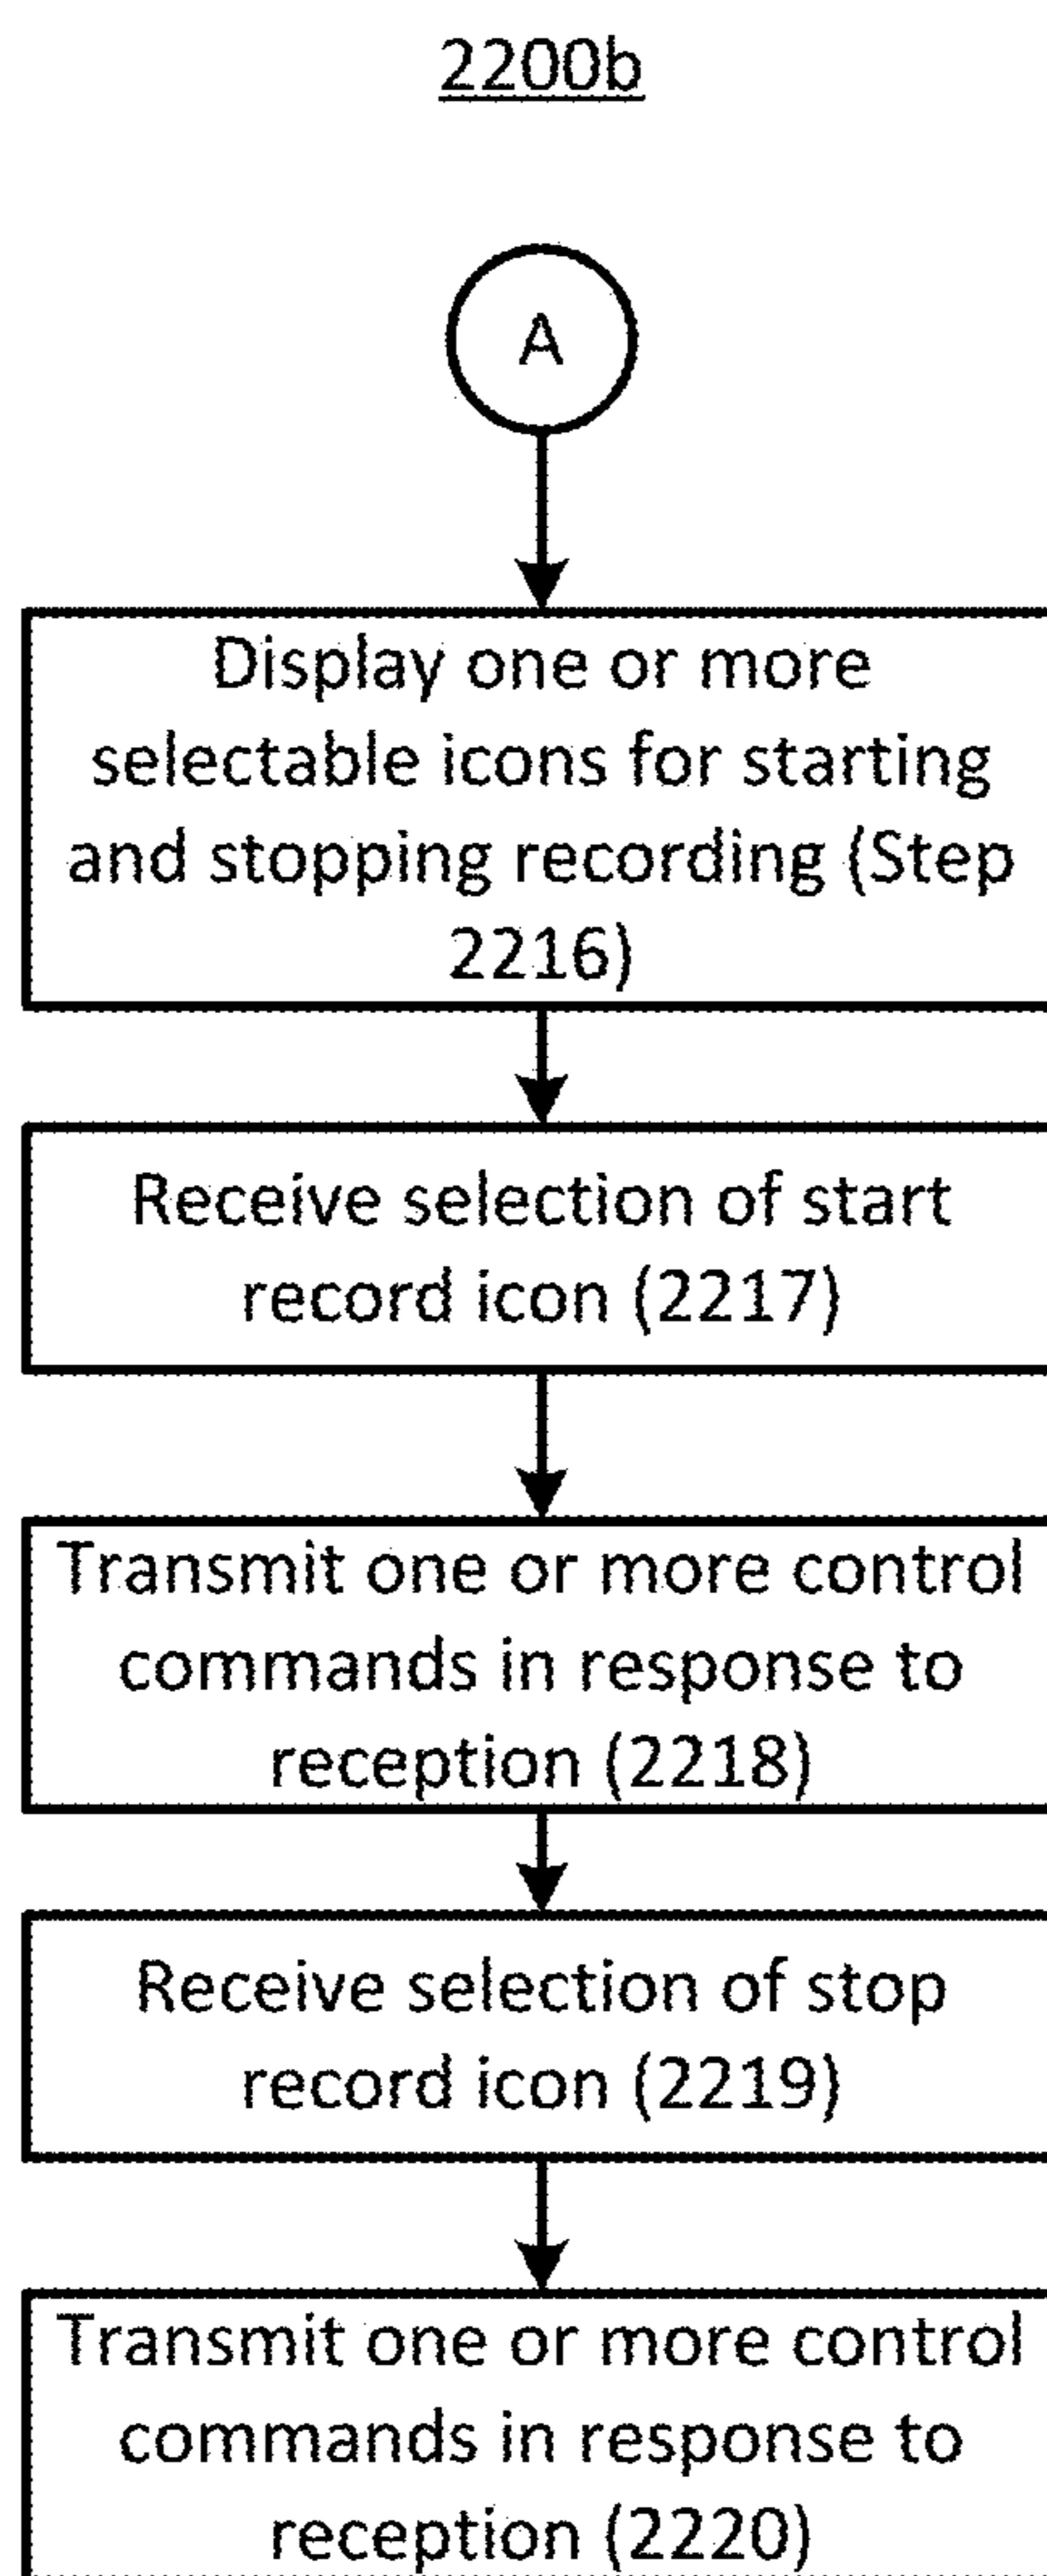 2200b
A
Display one or more
selectable icons for starting
and stopping recording (Step
2216)
Receive selection of start
record icon (2217)
Transmit one or more control
commands in response to
reception (2218)
Receive selection of stop
record icon (2219)
Transmit one or more control
commands in response to
reception (2220)